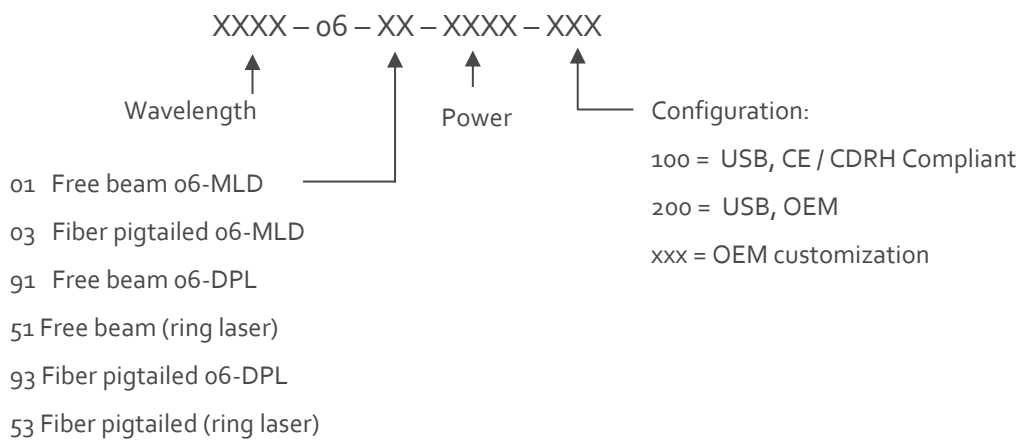 XXXX – 06 – XX – XXXX – XXX
Wavelength
Power
Configuration:
100 = USB, CE / CDRH Compliant
200 = USB, OEM
xxx = OEM customization
01 Free beam 06-MLD
03 Fiber pigtailed 06-MLD
91 Free beam 06-DPL
51 Free beam (ring laser)
93 Fiber pigtailed 06-DPL
53 Fiber pigtailed (ring laser)